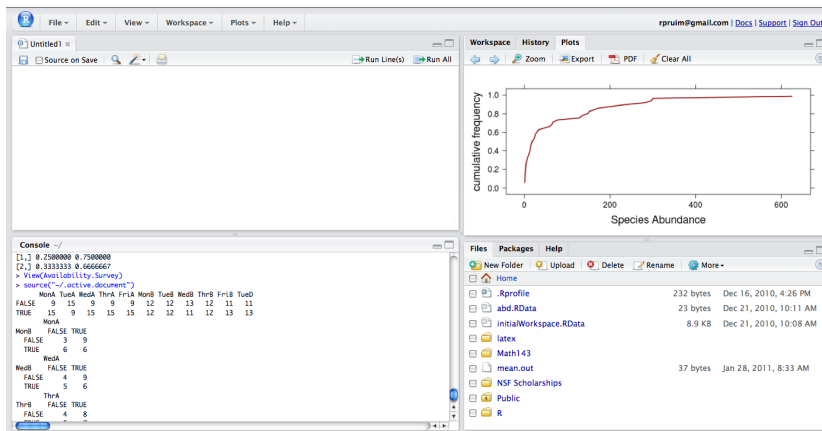 R File Edit View Workspace Plots Help rpruim@gmail.com | Docs | Support | Sign Out
Untitled1
Source on Save Run Line(s) Run All
Workspace History Plots
Zoom Export PDF Clear All
cumulative frequency
1.0
0.8
0.6
0.4
0.2
0.0
0 200 400 600
Species Abundance
Console ~/
[1,] 0.2500000 0.7500000
[2,] 0.3333333 0.6666667
> View(Availability.Survey)
> source("~/.active.document")
MonA TueA WedA ThrA FriA MonB TueB WedB ThrB FriB TueD
FALSE 9 15 9 9 9 12 12 13 12 11 11
TRUE 15 9 15 15 15 12 12 11 12 13 13
MonA
MonB FALSE TRUE
FALSE 3 9
TRUE 6 6
WedA
WedB FALSE TRUE
FALSE 4 9
TRUE 5 6
ThrA
ThrB FALSE TRUE
FALSE 4 8
Files Packages Help
New Folder Upload Delete Rename More
Home
.Rprofile 232 bytes Dec 16, 2010, 4:26 PM
abd.RData 23 bytes Dec 21, 2010, 10:11 AM
initialWorkspace.RData 8.9 KB Dec 21, 2010, 10:08 AM
latex
Math143
mean.out 37 bytes Jan 28, 2011, 8:33 AM
NSF Scholarships
Public
R